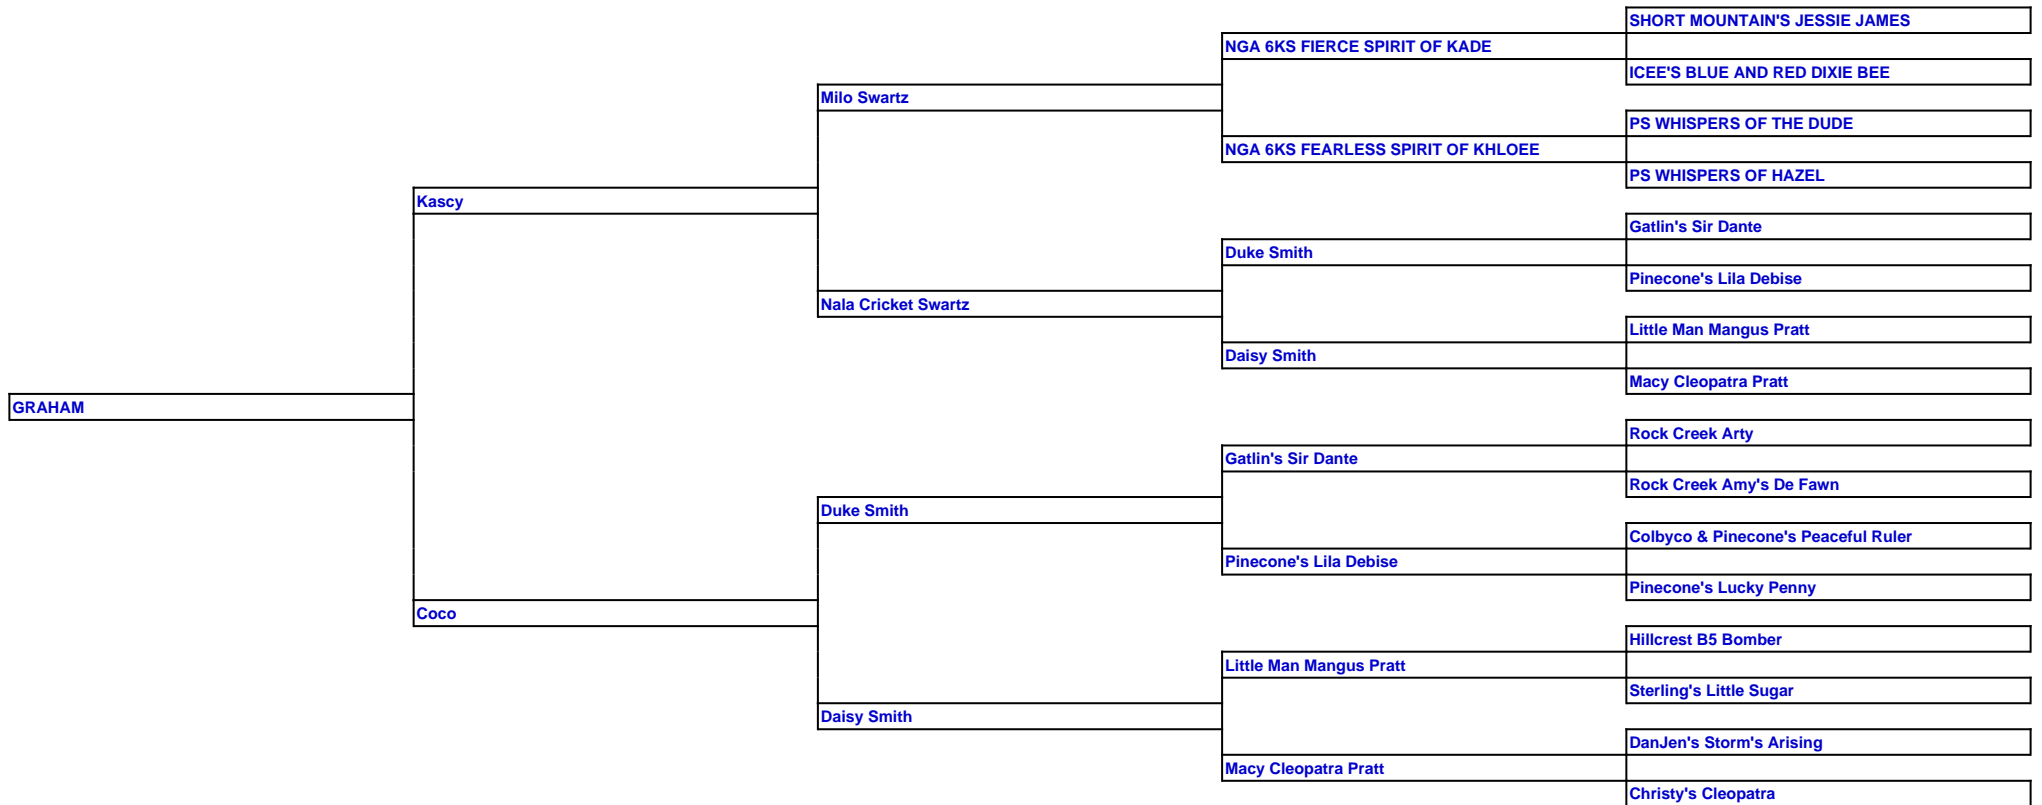 SHORT MOUNTAIN'S JESSIE JAMES
NGA 6KS FIERCE SPIRIT OF KADE
ICEE'S BLUE AND RED DIXIE BEE
Milo Swartz
PS WHISPERS OF THE DUDE
NGA 6KS FEARLESS SPIRIT OF KHLOEE
PS WHISPERS OF HAZEL
Kascy
Gatlin's Sir Dante
Duke Smith
Pinecone's Lila Debise
Nala Cricket Swartz
Little Man Mangus Pratt
Daisy Smith
Macy Cleopatra Pratt
GRAHAM
Rock Creek Arty
Gatlin's Sir Dante
Rock Creek Amy's De Fawn
Duke Smith
Colbyco & Pinecone's Peaceful Ruler
Pinecone's Lila Debise
Pinecone's Lucky Penny
Coco
Hillcrest B5 Bomber
Little Man Mangus Pratt
Sterling's Little Sugar
Daisy Smith
DanJen's Storm's Arising
Macy Cleopatra Pratt
Christy's Cleopatra